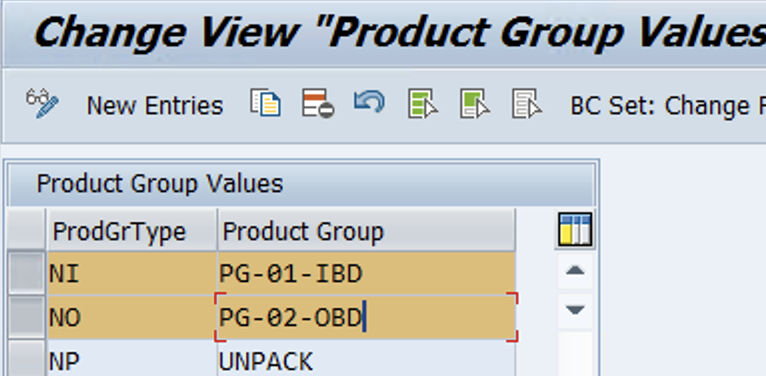 Change View "Product Group Values
New Entries BC Set: Change F
Product Group Values
ProdGrType Product Group
NI PG-01-IBD
NO PG-02-OBD
NP UNPACK